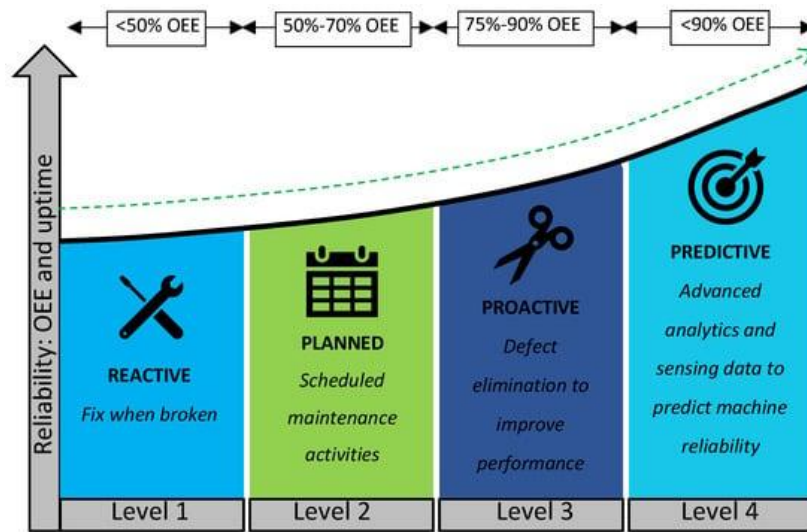 <50% OEE
50%-70% OEE
75%-90% OEE
<90% OEE
Reliability: OEE and uptime
REACTIVE
Fix when broken
PLANNED
Scheduled
maintenance
activities
PROACTIVE
Defect
elimination to
improve
performance
PREDICTIVE
Advanced
analytics and
sensing data to
predict machine
reliability
Level 1
Level 2
Level 3
Level 4